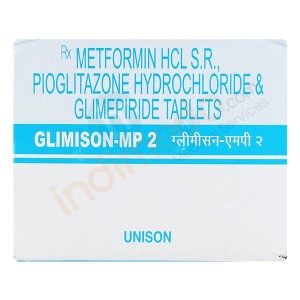 Rx METFORMIN HCL S.R.,
PIOGLITAZONE HYDROCHLORIDE &
GLIMEPIRIDE TABLETS
GLIMISON-MP 2 ग्लीमीसन-एमपी २
UNISON